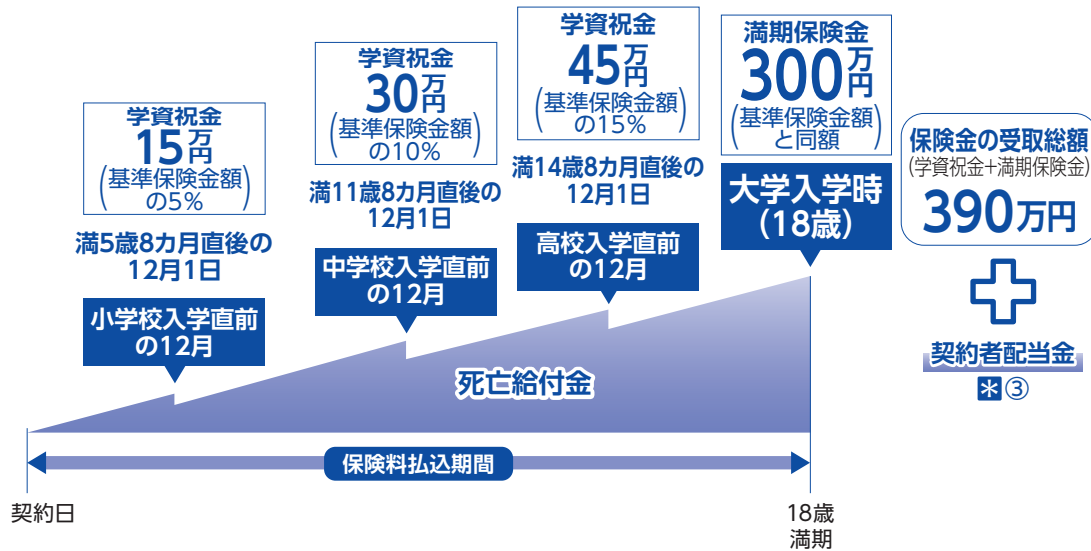 学資祝金
15万円
(基準保険金額
の5%)
満5歳8カ月直後の
12月1日
小学校入学直前
の12月
学資祝金
30万円
(基準保険金額
の10%)
満11歳8カ月直後の
12月1日
中学校入学直前
の12月
学資祝金
45万円
(基準保険金額
の15%)
満14歳8カ月直後の
12月1日
高校入学直前
の12月
満期保険金
300万円
(基準保険金額
と同額)
大学入学時
(18歳)
保険金の受取総額
(学資祝金+満期保険金)
390万円
契約者配当金
*③
死亡給付金
保険料払込期間
契約日
18歳
満期